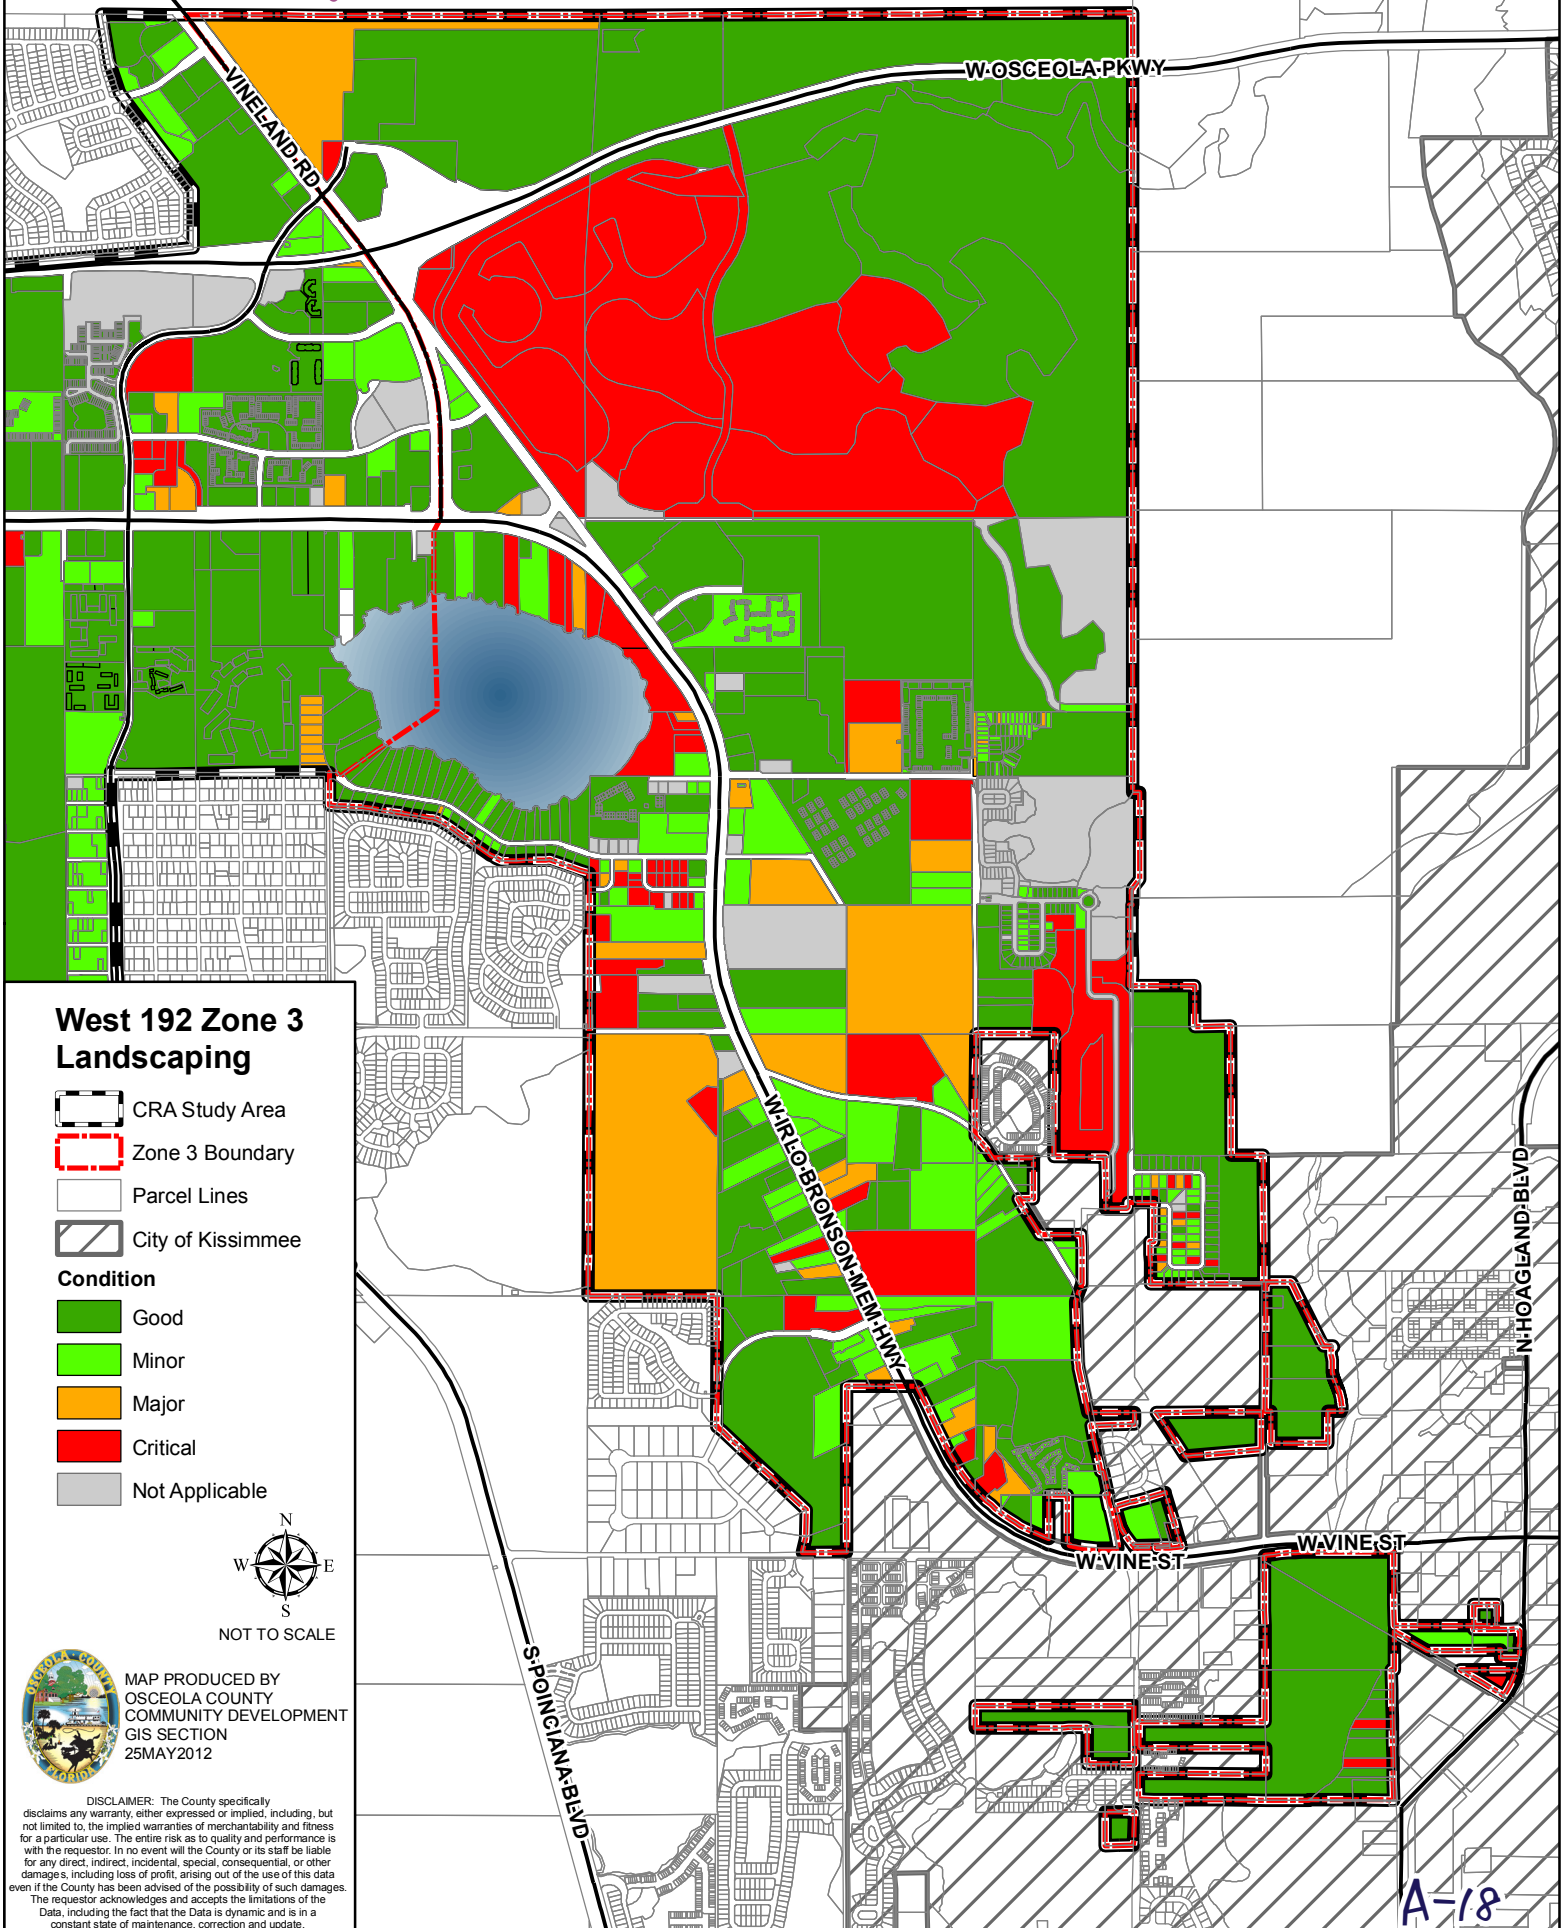 W OSCEOLA PKWY
VINELAND RD
W IRLO BRONSON MEM HWY
N HOAGLAND BLVD
W VINE ST
W VINE ST
S POINCIANA BLVD
West 192 Zone 3
Landscaping
CRA Study Area
Zone 3 Boundary
Parcel Lines
City of Kissimmee
Condition
Good
Minor
Major
Critical
Not Applicable
N
W
E
S
NOT TO SCALE
OSCEOLA COUNTY
FLORIDA
MAP PRODUCED BY
OSCEOLA COUNTY
COMMUNITY DEVELOPMENT
GIS SECTION
25MAY2012
DISCLAIMER: The County specifically
disclaims any warranty, either expressed or implied, including, but
not limited to, the implied warranties of merchantability and fitness
for a particular use. The entire risk as to quality and performance is
with the requestor. In no event will the County or its staff be liable
for any direct, indirect, incidental, special, consequential, or other
damages, including loss of profit, arising out of the use of this data
even if the County has been advised of the possibility of such damages.
The requestor acknowledges and accepts the limitations of the
Data, including the fact that the Data is dynamic and is in a
constant state of maintenance, correction and update.
A-18